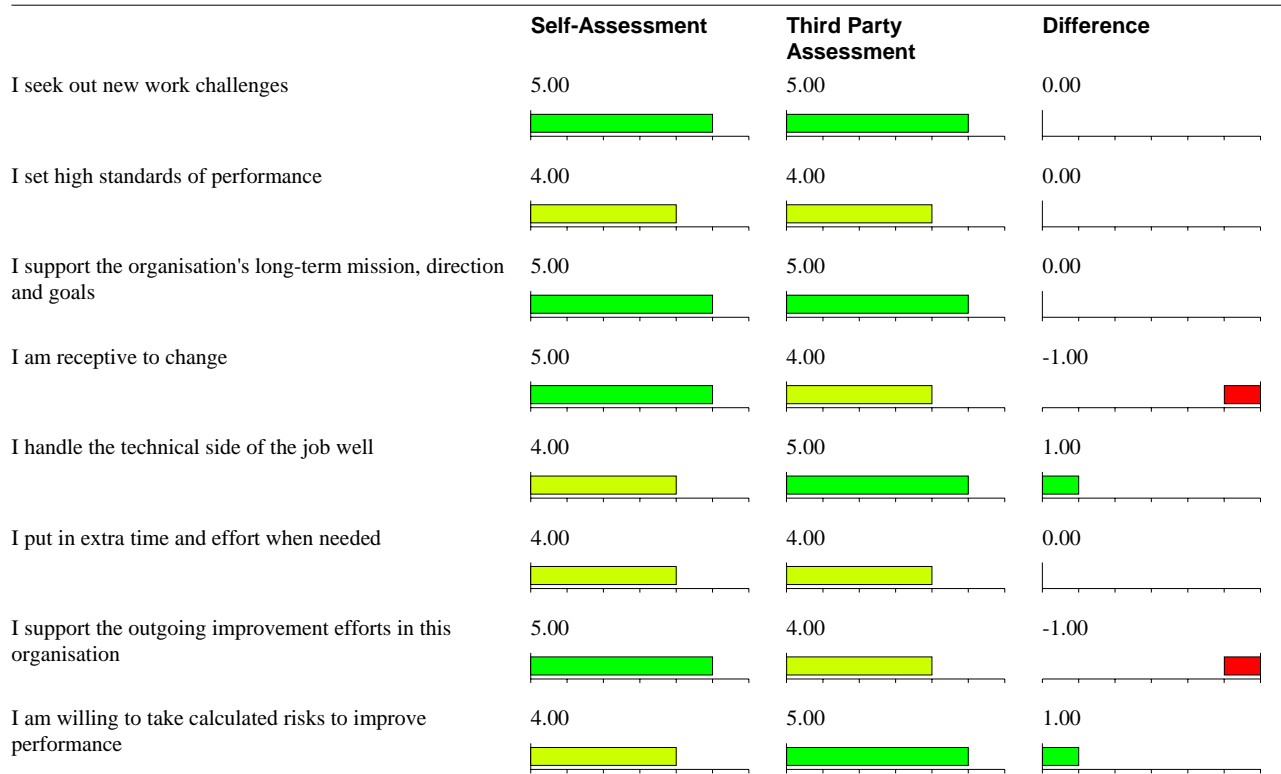 Self-Assessment Third Party Assessment Difference
I seek out new work challenges 5.00 5.00 0.00
I set high standards of performance 4.00 4.00 0.00
I support the organisation's long-term mission, direction 5.00 5.00 0.00
and goals
I am receptive to change 5.00 4.00 -1.00
I handle the technical side of the job well 4.00 5.00 1.00
I put in extra time and effort when needed 4.00 4.00 0.00
I support the outgoing improvement efforts in this 5.00 4.00 -1.00
organisation
I am willing to take calculated risks to improve 4.00 5.00 1.00
performance